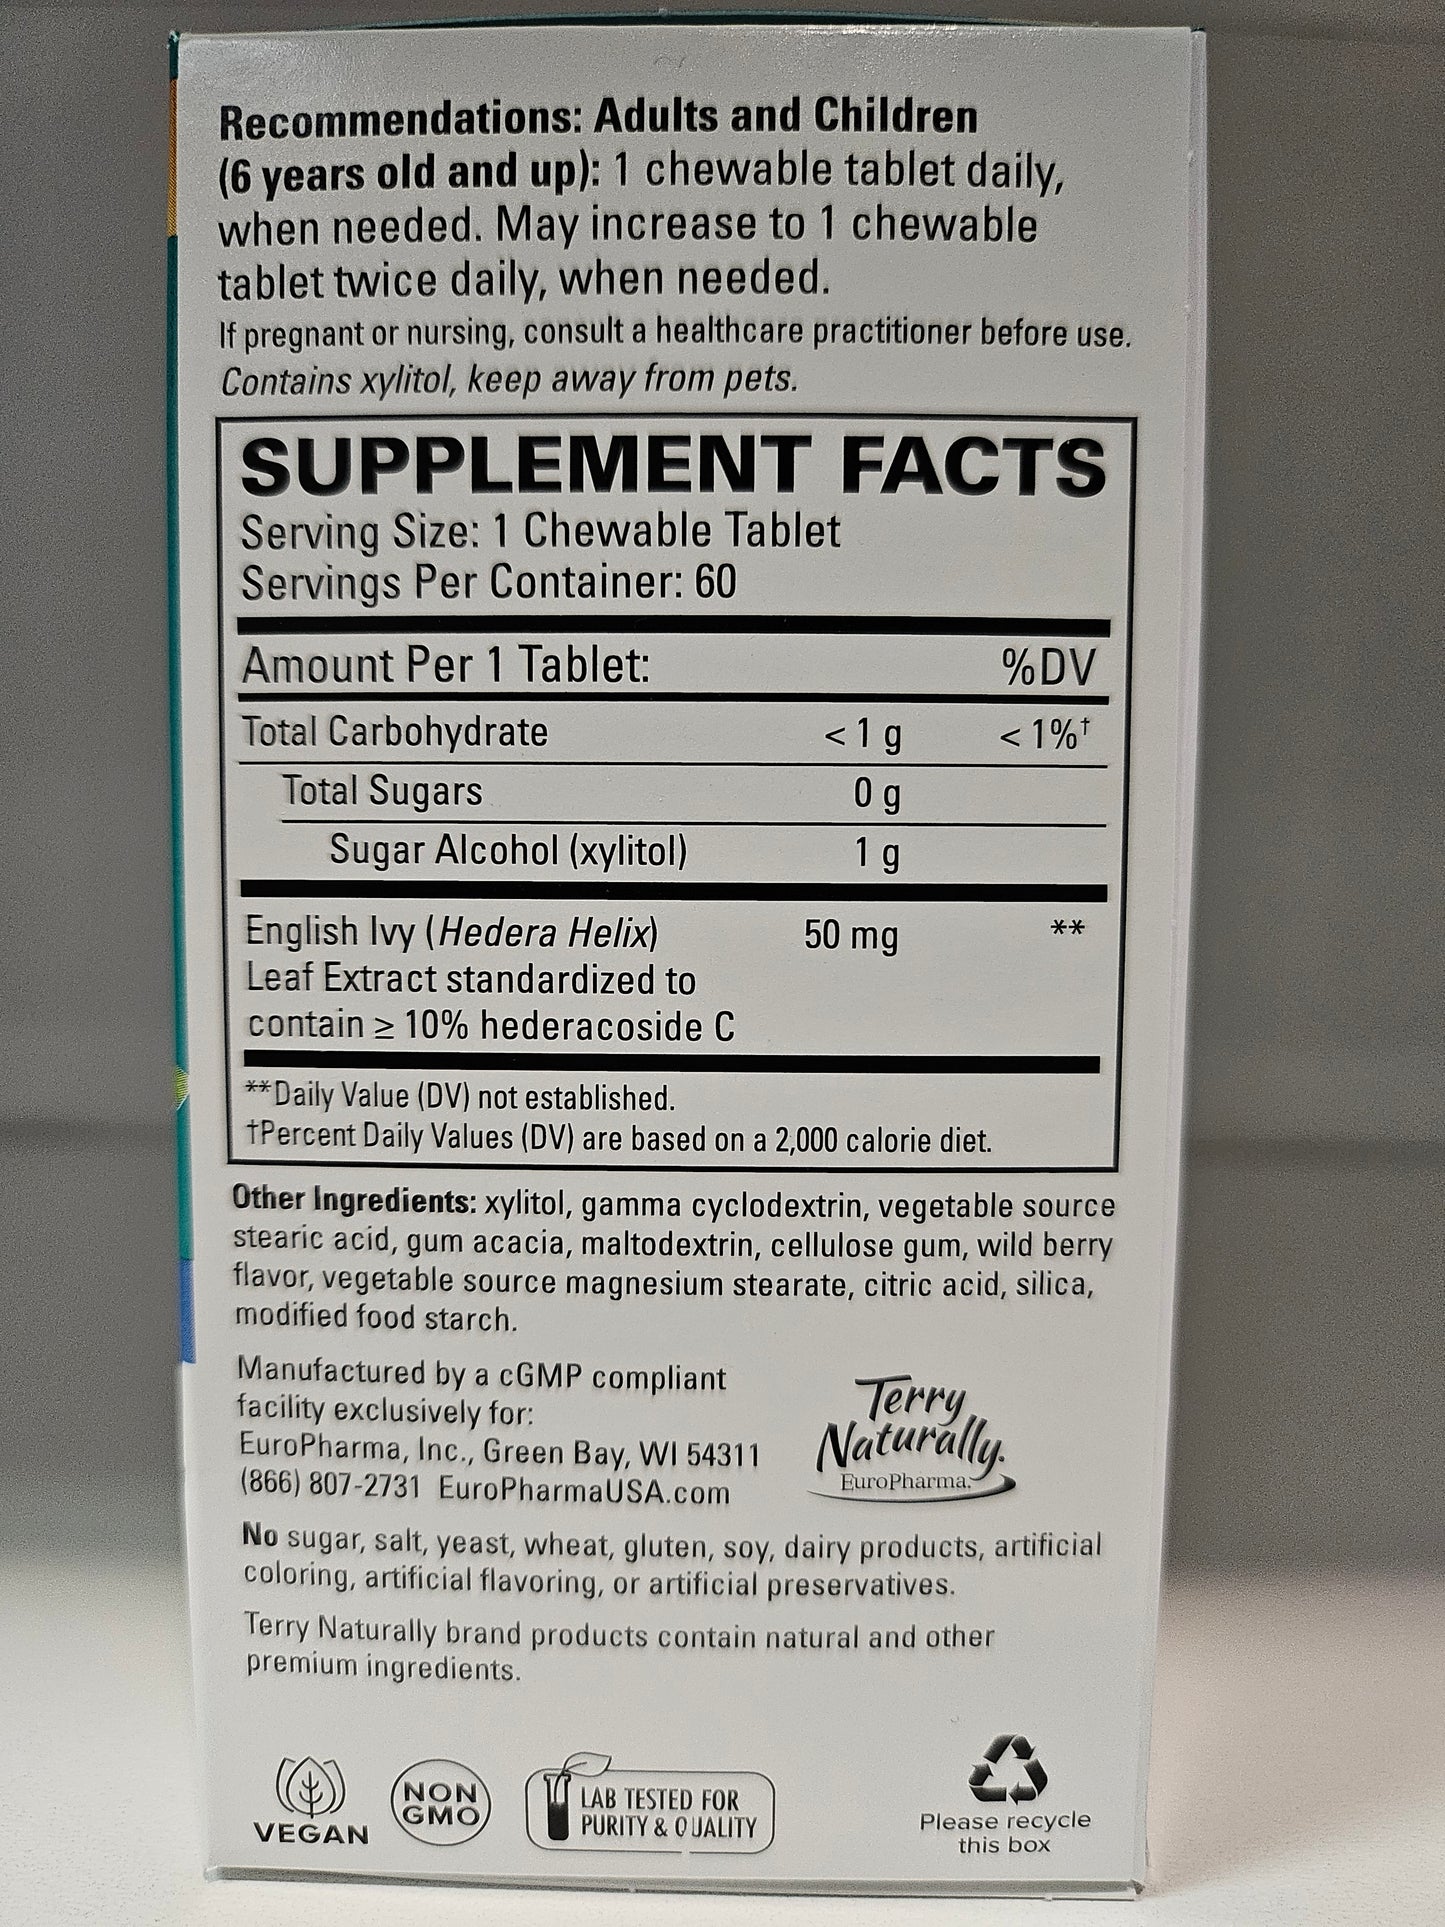 Recommendations: Adults and Children
(6 years old and up): 1 chewable tablet daily,
when needed. May increase to 1 chewable
tablet twice daily, when needed.
If pregnant or nursing, consult a healthcare practitioner before use.
Contains xylitol, keep away from pets.
SUPPLEMENT FACTS
Serving Size: 1 Chewable Tablet
Servings Per Container: 60
Amount Per 1 Tablet: %DV
Total Carbohydrate < 1 g < 1%†
Total Sugars 0 g
Sugar Alcohol (xylitol) 1 g
English Ivy (Hedera Helix) 50 mg **
Leaf Extract standardized to
contain ≥ 10% hederacoside C
**Daily Value (DV) not established.
†Percent Daily Values (DV) are based on a 2,000 calorie diet.
Other Ingredients: xylitol, gamma cyclodextrin, vegetable source
stearic acid, gum acacia, maltodextrin, cellulose gum, wild berry
flavor, vegetable source magnesium stearate, citric acid, silica,
modified food starch.
Manufactured by a cGMP compliant
facility exclusively for:
EuroPharma, Inc., Green Bay, WI 54311
(866) 807-2731 EuroPharmaUSA.com
Terry
Naturally.
EuroPharma.
No sugar, salt, yeast, wheat, gluten, soy, dairy products, artificial
coloring, artificial flavoring, or artificial preservatives.
Terry Naturally brand products contain natural and other
premium ingredients.
VEGAN
NON
GMO
LAB TESTED FOR
PURITY & QUALITY
Please recycle
this box